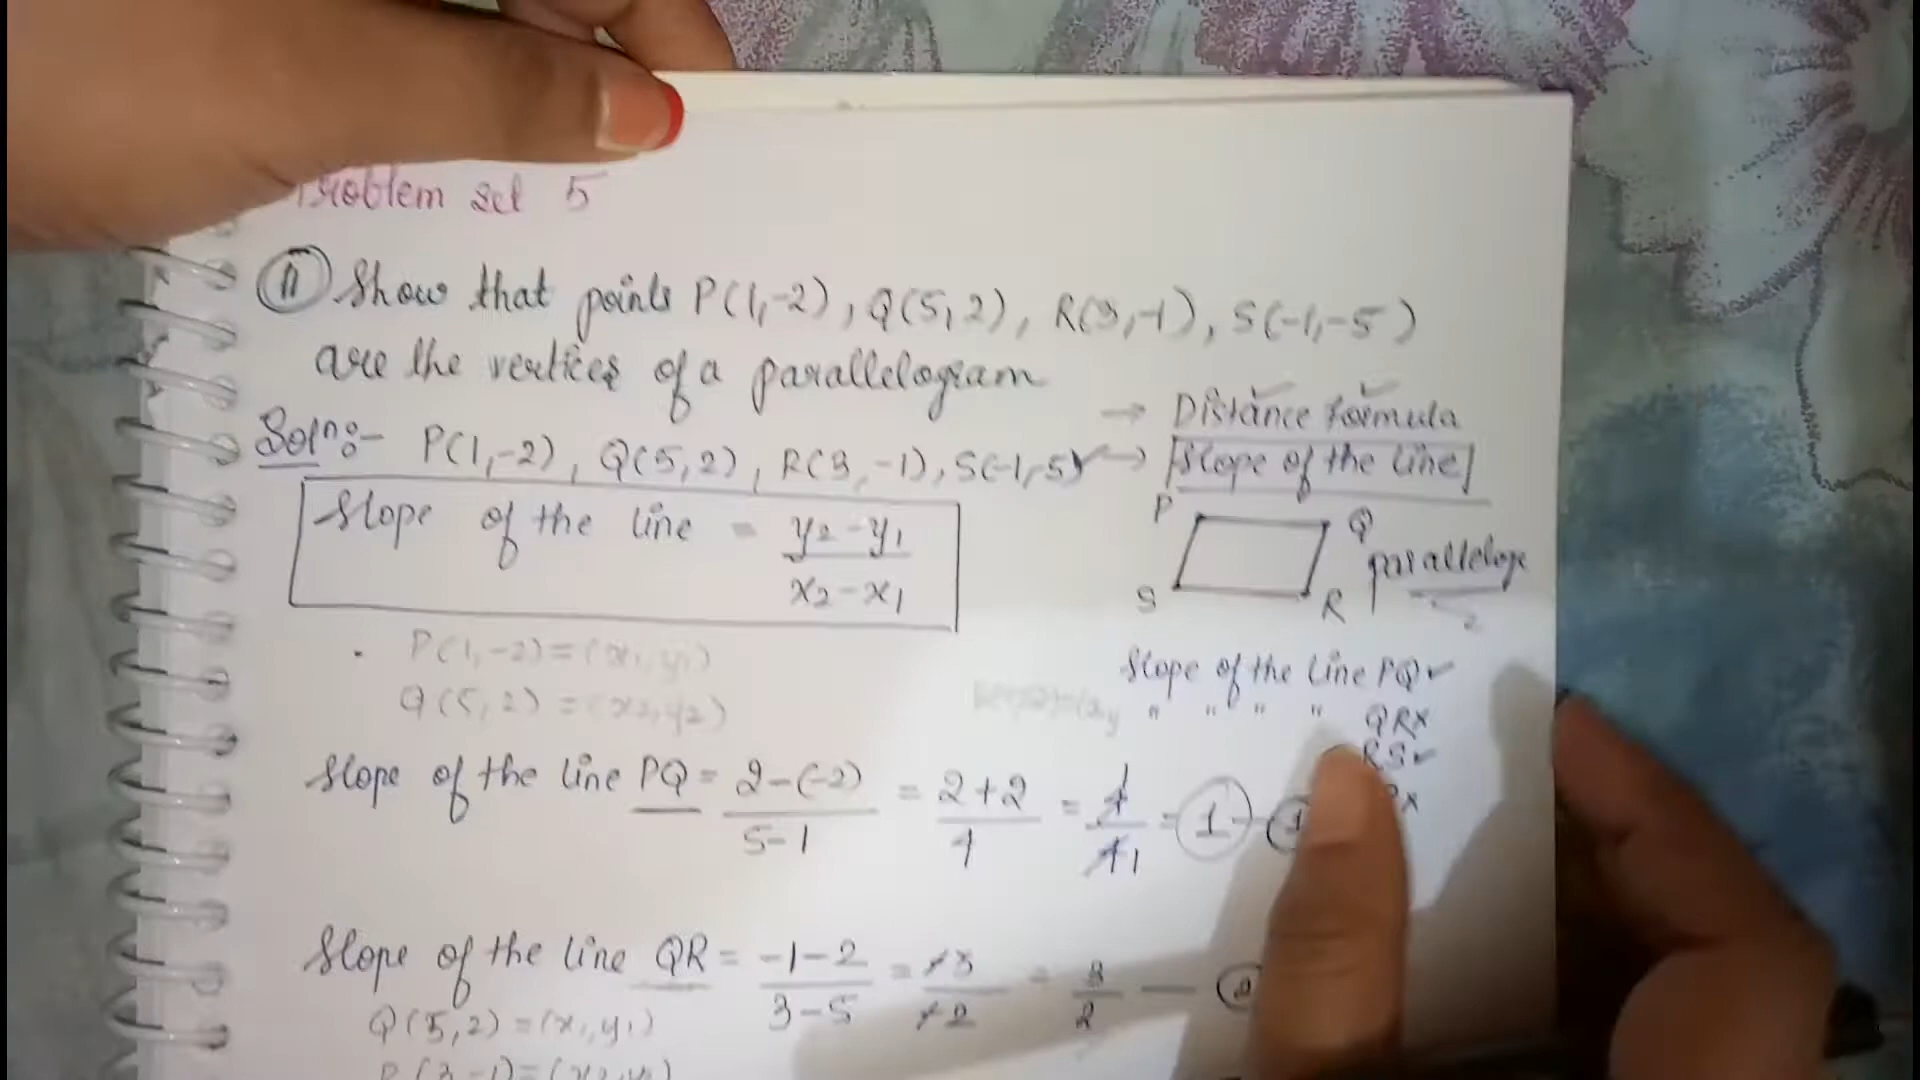 Problem set 5
(11) Show that points P(1,-2), Q(5,2), R(3,-1), S(-1,-5)
are the vertices of a parallelogram
→ Distance formula
Soln:- P(1,-2), Q(5,2), R(3,-1), S(-1,-5)
→ Slope of the line
Slope of the line = y2-y1 / x2-x1
P Q
S R
P(1,-2)=(x1,y1)
Q(5,2)=(x2,y2)
Slope of the line PQ✓
" " " " QR×
RS✓
Slope of the line PQ = 2-(-2) / 5-1 = 2+2 / 4 = 4 / 4 1 = 1 —
Slope of the line QR = -1-2 / 3-5 = -3 / -2 = 3 / 2 — (2)
Q(5,2)=(x1,y1)